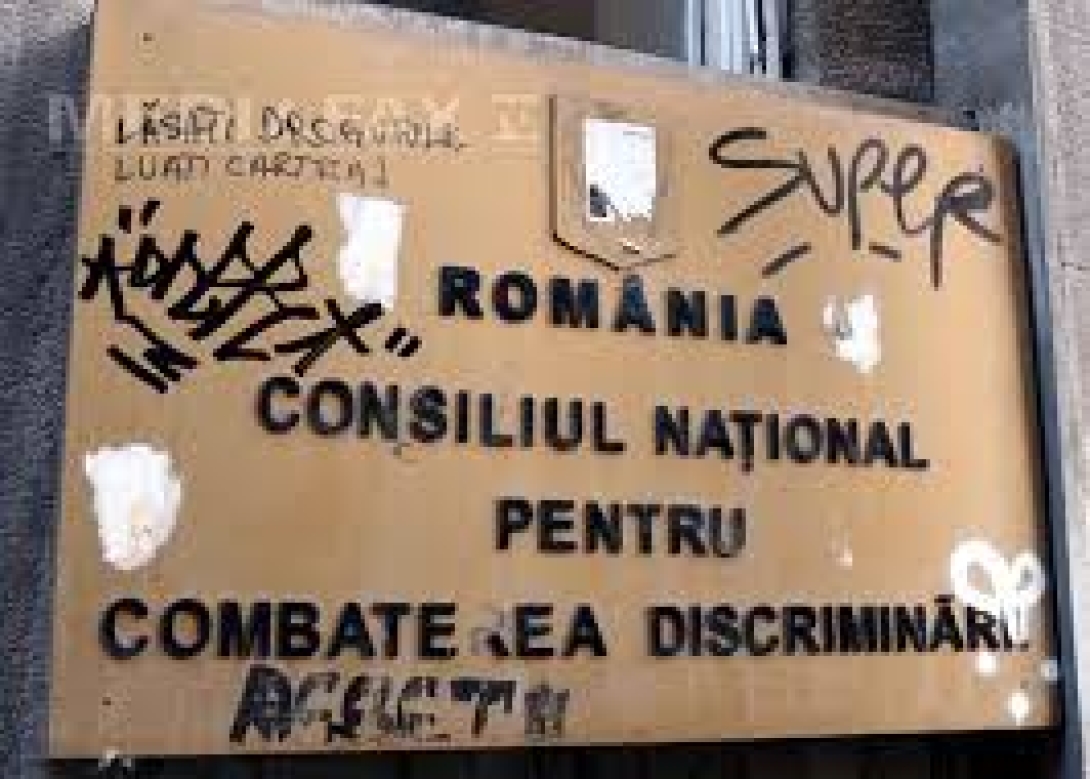 LĂSAȚI DROGURILE,
LUAȚI CARTEA!
SUPER
ROMÂNIA
CONSILIUL NAȚIONAL
PENTRU
COMBATEREA DISCRIMINĂRII